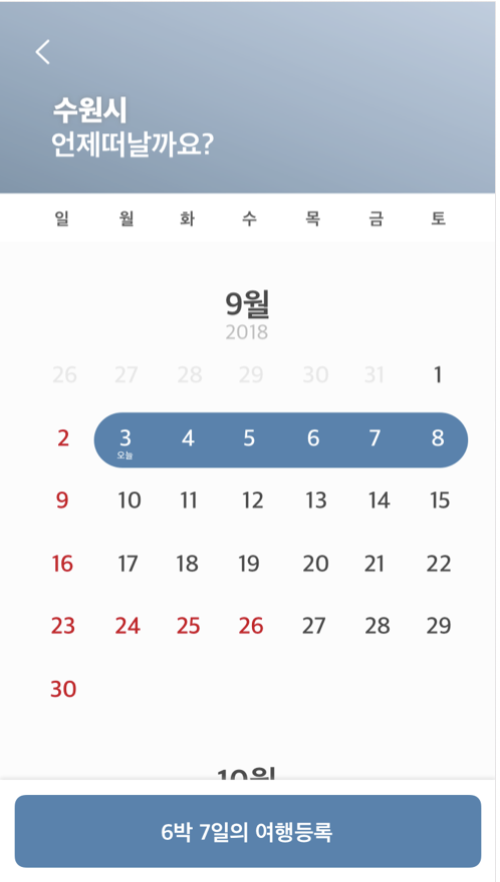 수원시
언제떠날까요?
일 월 화 수 목 금 토
9월
2018
26 27 28 29 30 31 1
2 3 4 5 6 7 8
오늘
9 10 11 12 13 14 15
16 17 18 19 20 21 22
23 24 25 26 27 28 29
30
10월
6박 7일의 여행등록